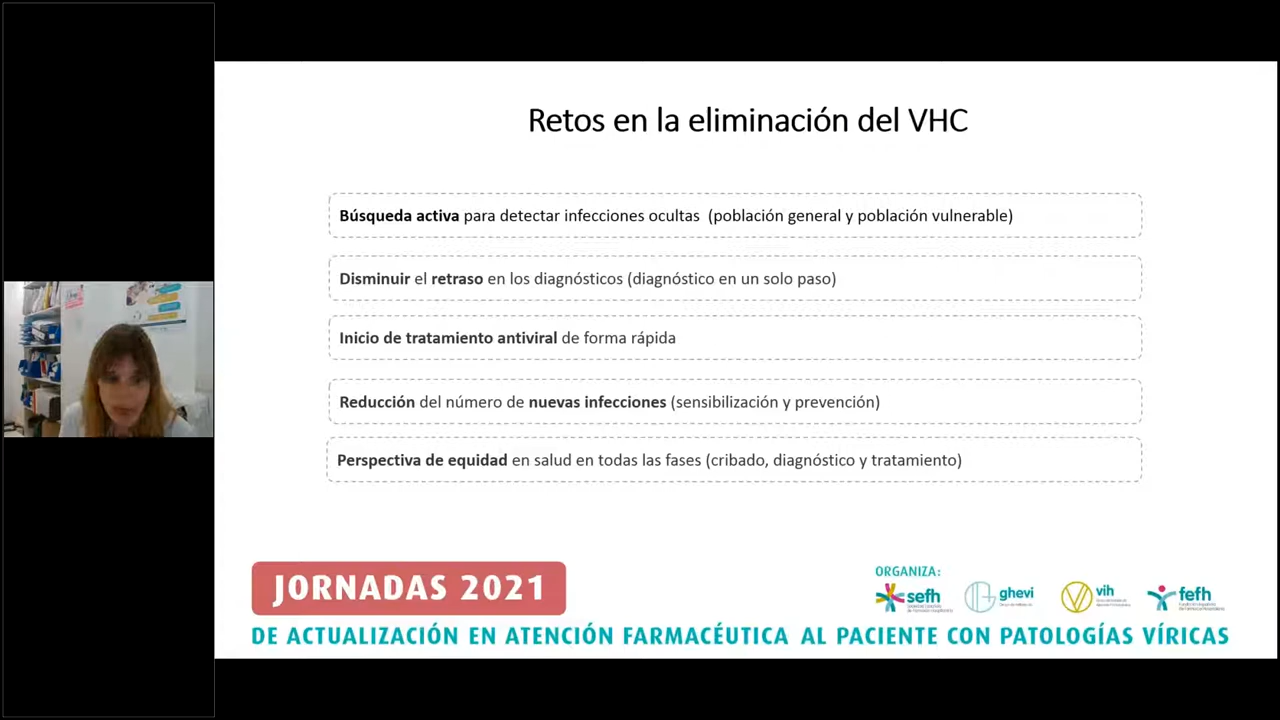 Retos en la eliminación del VHC
Búsqueda activa para detectar infecciones ocultas (población general y población vulnerable)
Disminuir el retraso en los diagnósticos (diagnóstico en un solo paso)
Inicio de tratamiento antiviral de forma rápida
Reducción del número de nuevas infecciones (sensibilización y prevención)
Perspectiva de equidad en salud en todas las fases (cribado, diagnóstico y tratamiento)
JORNADAS 2021
ORGANIZA:
sefh
ghevi
vih
fefh
DE ACTUALIZACIÓN EN ATENCIÓN FARMACÉUTICA AL PACIENTE CON PATOLOGÍAS VÍRICAS